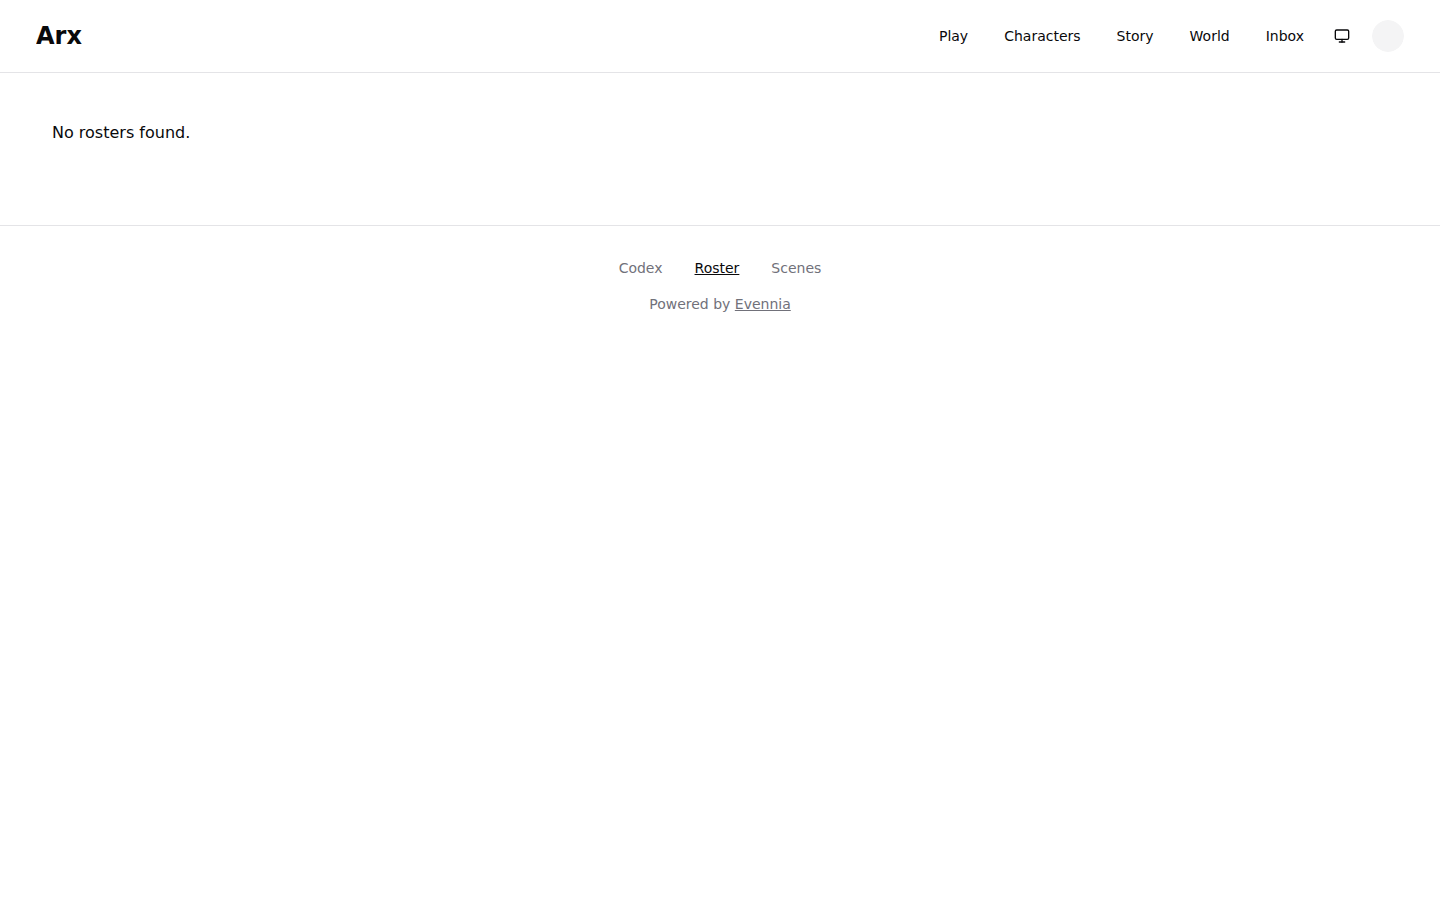 Arx Play Characters Story World Inbox
No rosters found.
Codex Roster Scenes
Powered by Evennia